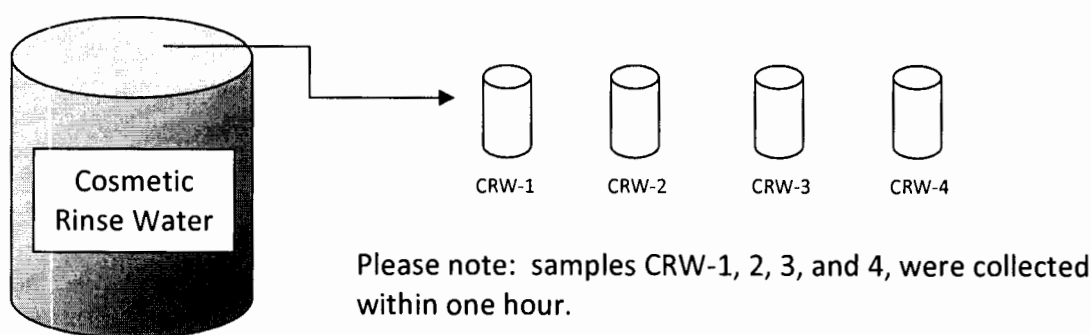 Cosmetic
Rinse Water
CRW-1
CRW-2
CRW-3
CRW-4
Please note:  samples CRW-1, 2, 3, and 4, were collected
within one hour.